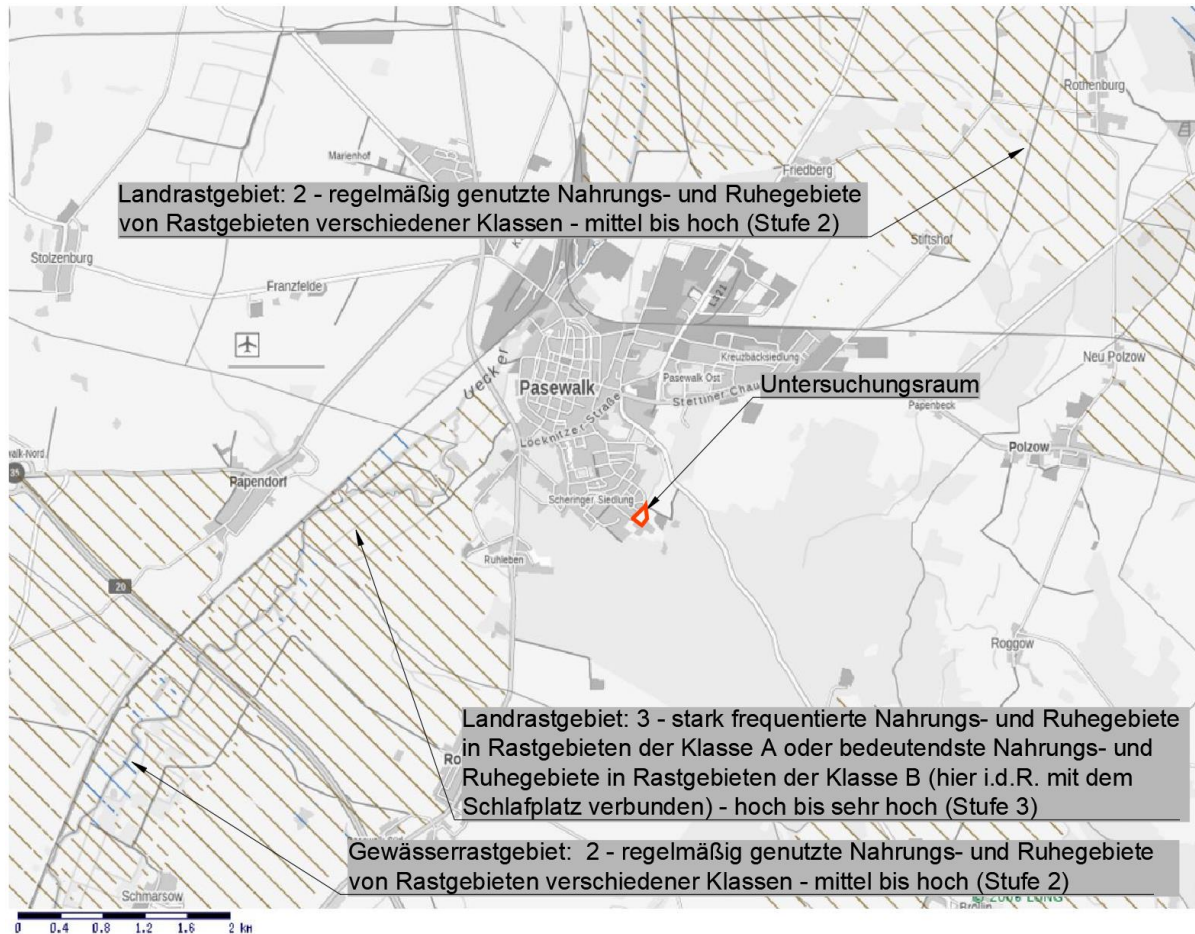 Rothenburg
Marienhof
Friedberg
Landrastgebiet: 2 - regelmäßig genutzte Nahrungs- und Ruhegebiete
von Rastgebieten verschiedener Klassen - mittel bis hoch (Stufe 2)
Stiftshof
Stolzenburg
Franzfelde
L321
Uecker
Kreuzbäcksiedlung
Neu Polzow
Pasewalk
Pasewalk Ost
Untersuchungsraum
Stettiner Chau
Papenbeck
Löcknitzer Straße
Polzow
walk-Nord
35
Papendorf
Scheringer Siedlung
Ruhleben
20
Roggow
Landrastgebiet: 3 - stark frequentierte Nahrungs- und Ruhegebiete
in Rastgebieten der Klasse A oder bedeutendste Nahrungs- und
Ruhegebiete in Rastgebieten der Klasse B (hier i.d.R. mit dem
Schlafplatz verbunden) - hoch bis sehr hoch (Stufe 3)
Ro
Gewässerrastgebiet: 2 - regelmäßig genutzte Nahrungs- und Ruhegebiete
von Rastgebieten verschiedener Klassen - mittel bis hoch (Stufe 2)
Schmarsow
0 0.4 0.8 1.2 1.6 2 km